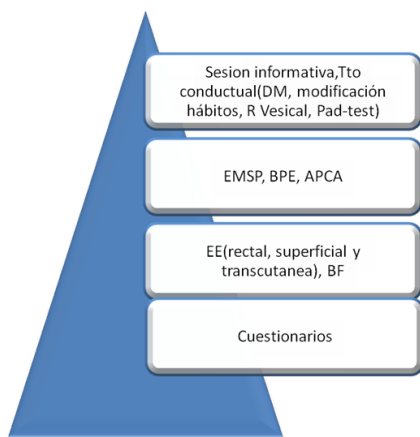 Sesion informativa,Tto
conductual(DM, modificación
hábitos, R Vesical, Pad-test)
EMSP, BPE, APCA
EE(rectal, superficial y
transcutanea), BF
Cuestionarios